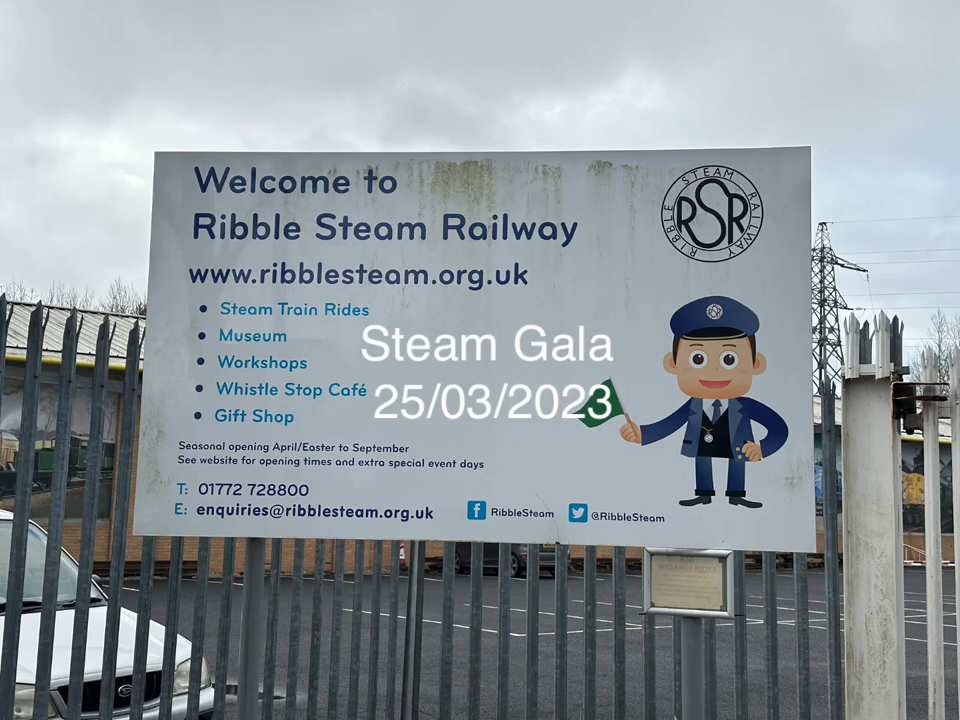 Welcome to
Ribble Steam Railway
www.ribblesteam.org.uk
RIBBLE STEAM RAILWAY
RSR
• Steam Train Rides
• Museum
• Workshops
• Whistle Stop Café
• Gift Shop
Steam Gala
25/03/2023
Seasonal opening April/Easter to September
See website for opening times and extra special event days
T: 01772 728800
E: enquiries@ribblesteam.org.uk
RibbleSteam
@RibbleSteam